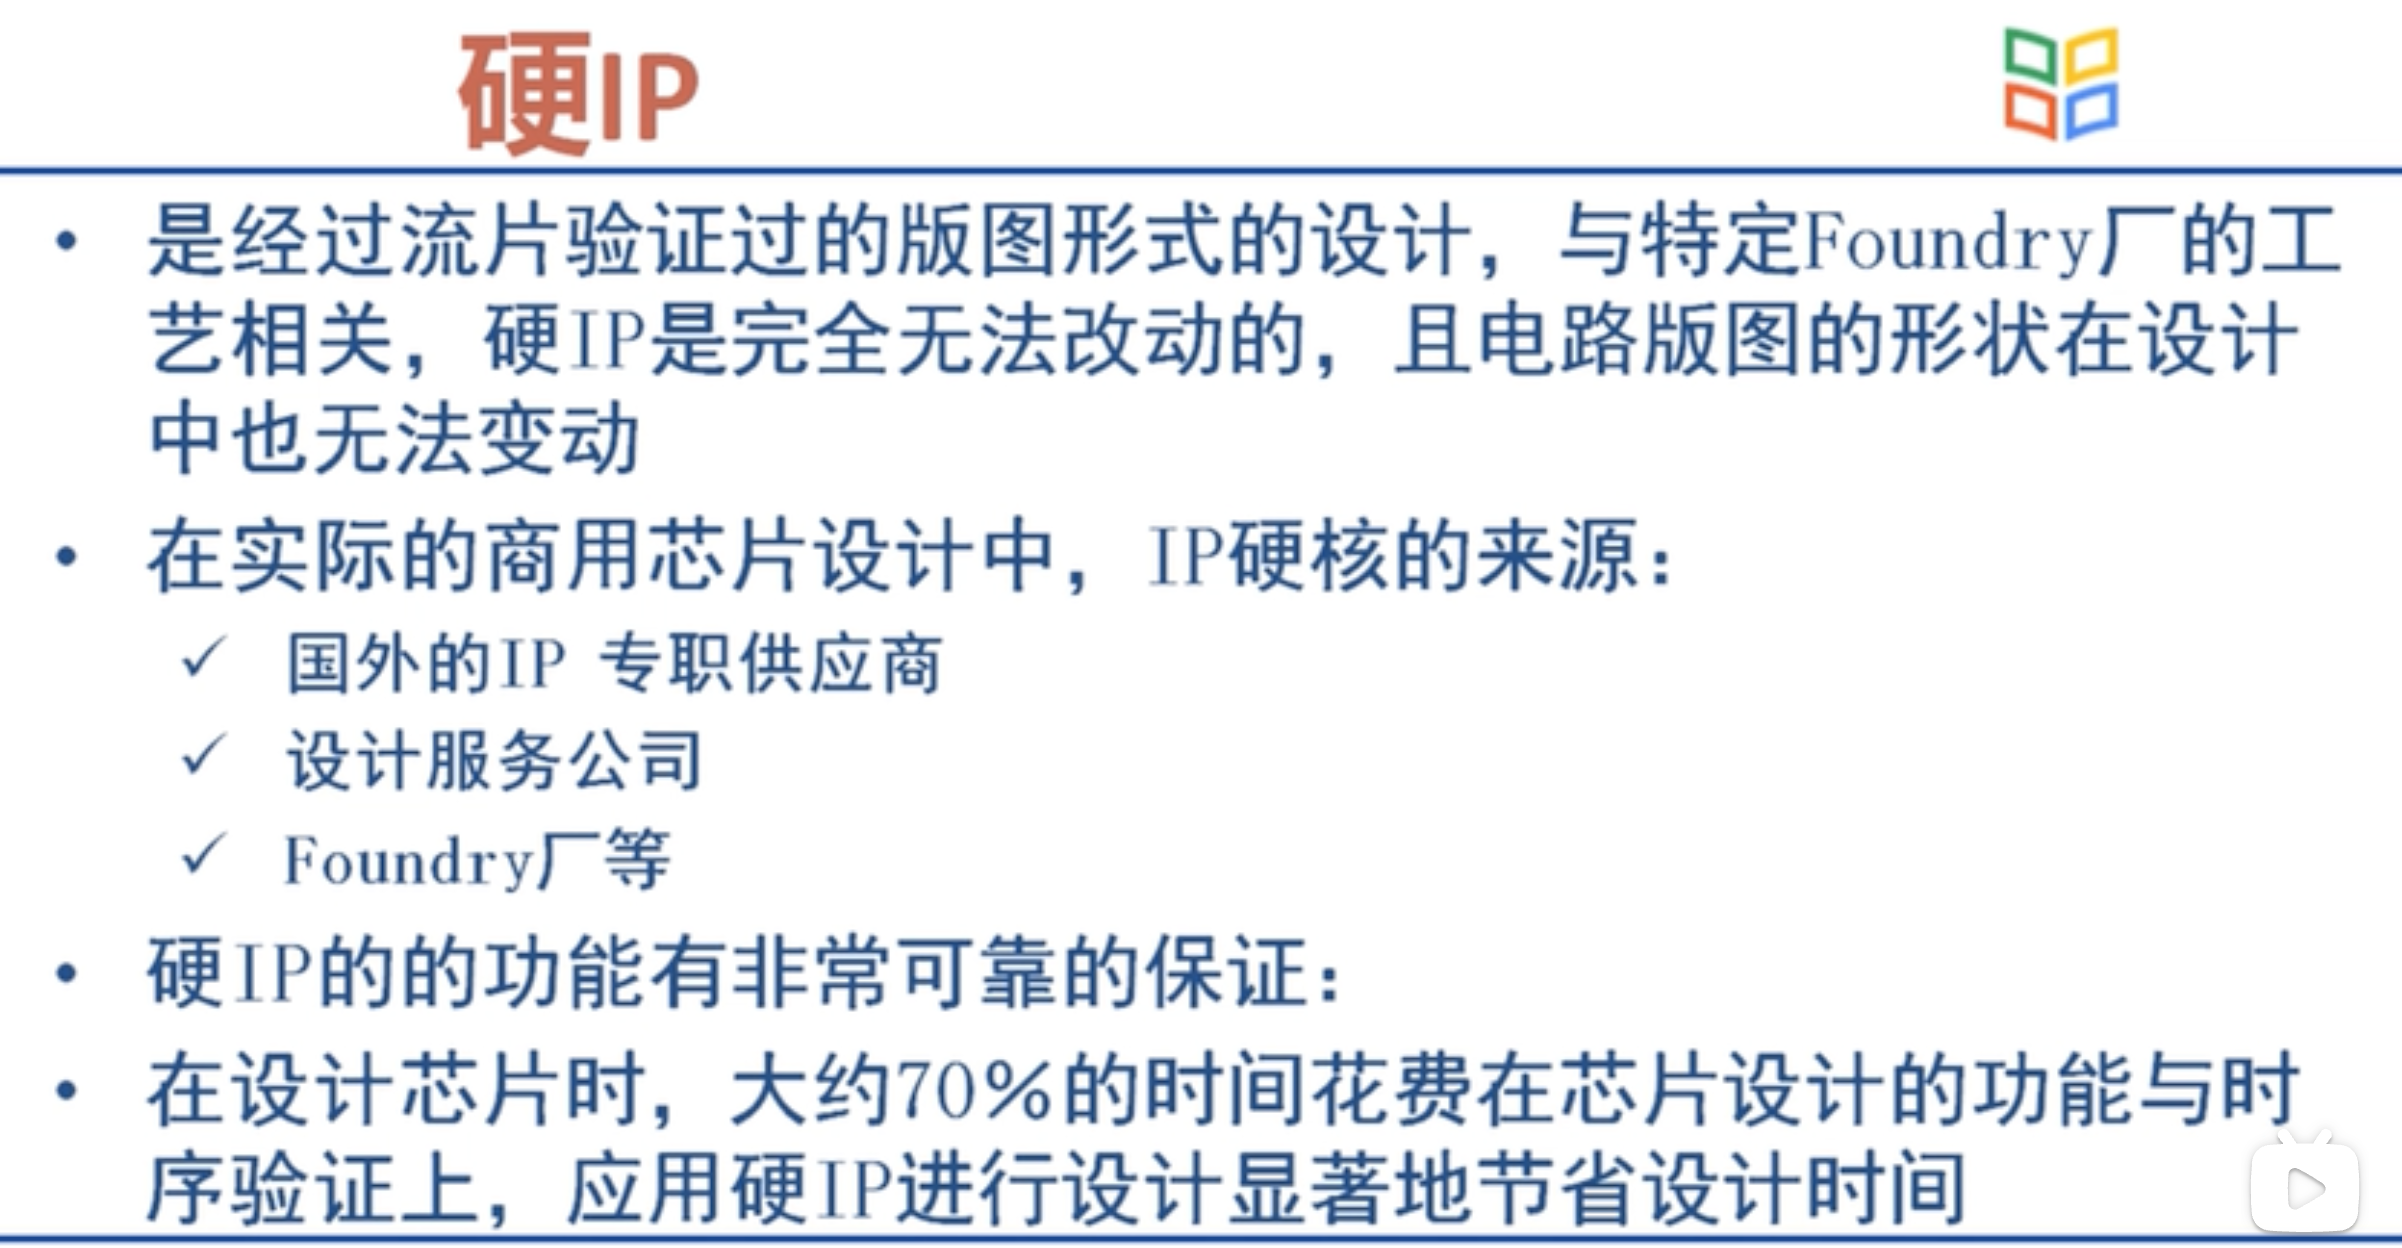 硬IP
• 是经过流片验证过的版图形式的设计，与特定Foundry厂的工
艺相关，硬IP是完全无法改动的，且电路版图的形状在设计
中也无法变动
• 在实际的商用芯片设计中，IP硬核的来源：
✓ 国外的IP 专职供应商
✓ 设计服务公司
✓ Foundry厂等
• 硬IP的的功能有非常可靠的保证：
• 在设计芯片时，大约70%的时间花费在芯片设计的功能与时
序验证上，应用硬IP进行设计显著地节省设计时间